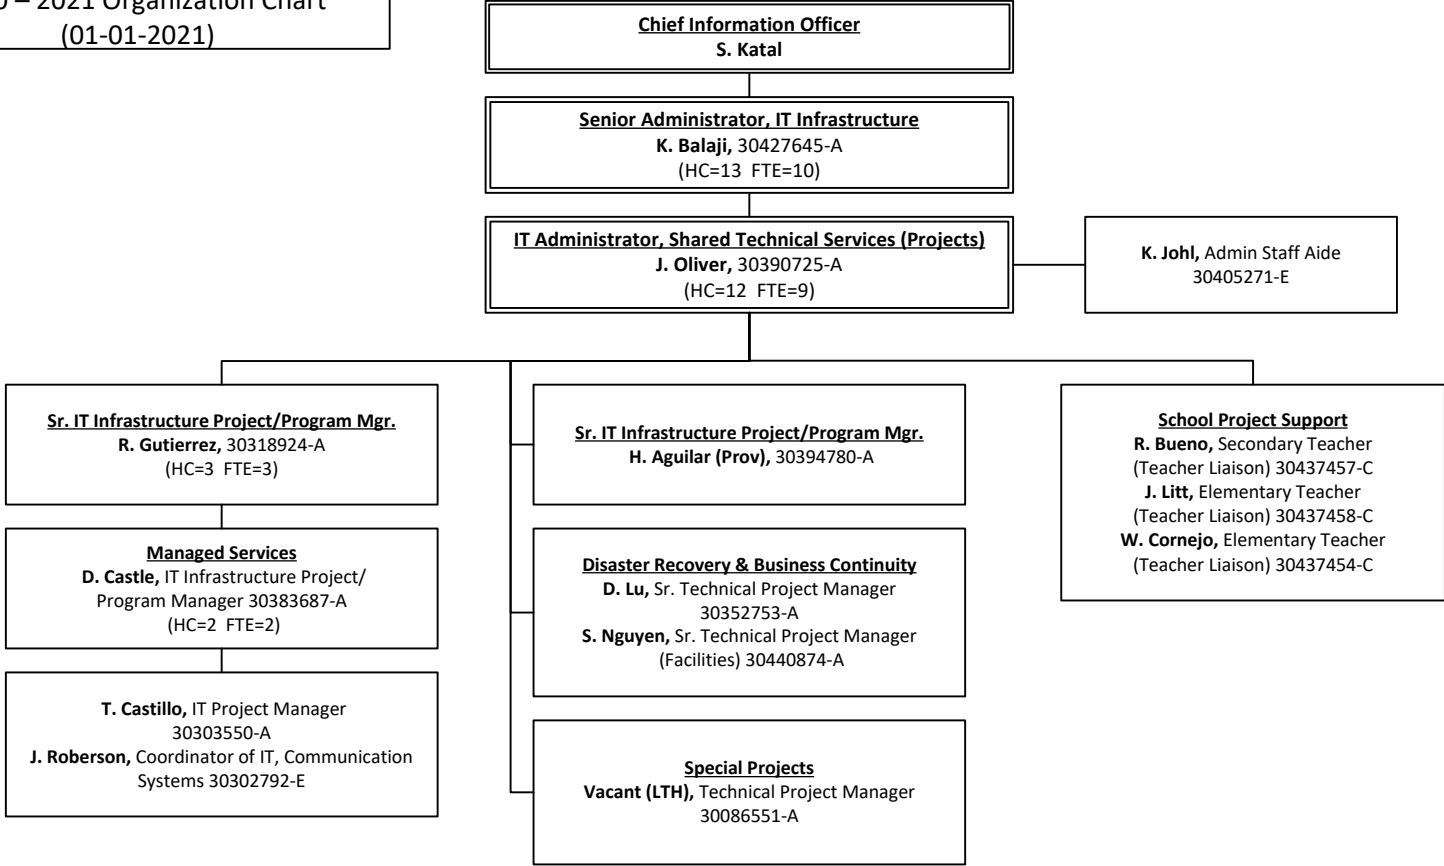 – 2021 Organization Chart
(01-01-2021)
Chief Information Officer
S. Katal
Senior Administrator, IT Infrastructure
K. Balaji, 30427645-A
(HC=13 FTE=10)
IT Administrator, Shared Technical Services (Projects)
J. Oliver, 30390725-A
(HC=12 FTE=9)
K. Johl, Admin Staff Aide
30405271-E
Sr. IT Infrastructure Project/Program Mgr.
R. Gutierrez, 30318924-A
(HC=3 FTE=3)
Managed Services
D. Castle, IT Infrastructure Project/
Program Manager 30383687-A
(HC=2 FTE=2)
T. Castillo, IT Project Manager
30303550-A
J. Roberson, Coordinator of IT, Communication
Systems 30302792-E
Sr. IT Infrastructure Project/Program Mgr.
H. Aguilar (Prov), 30394780-A
Disaster Recovery & Business Continuity
D. Lu, Sr. Technical Project Manager
30352753-A
S. Nguyen, Sr. Technical Project Manager
(Facilities) 30440874-A
Special Projects
Vacant (LTH), Technical Project Manager
30086551-A
School Project Support
R. Bueno, Secondary Teacher
(Teacher Liaison) 30437457-C
J. Litt, Elementary Teacher
(Teacher Liaison) 30437458-C
W. Cornejo, Elementary Teacher
(Teacher Liaison) 30437454-C